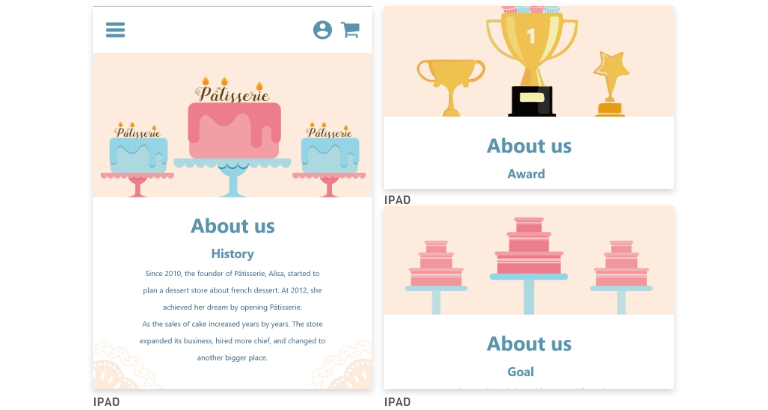 Pâtisserie
Pâtisserie
Pâtisserie
About us
History
Since 2010, the founder of Pâtisserie, Alisa, started to
plan a dessert store about french dessert. At 2012, she
achieved her dream by opening Pâtisserie.
As the sales of cake increased years by years. The store
expanded its business, hired more chief, and changed to
another bigger place.
IPAD
1
About us
Award
IPAD
About us
Goal
IPAD